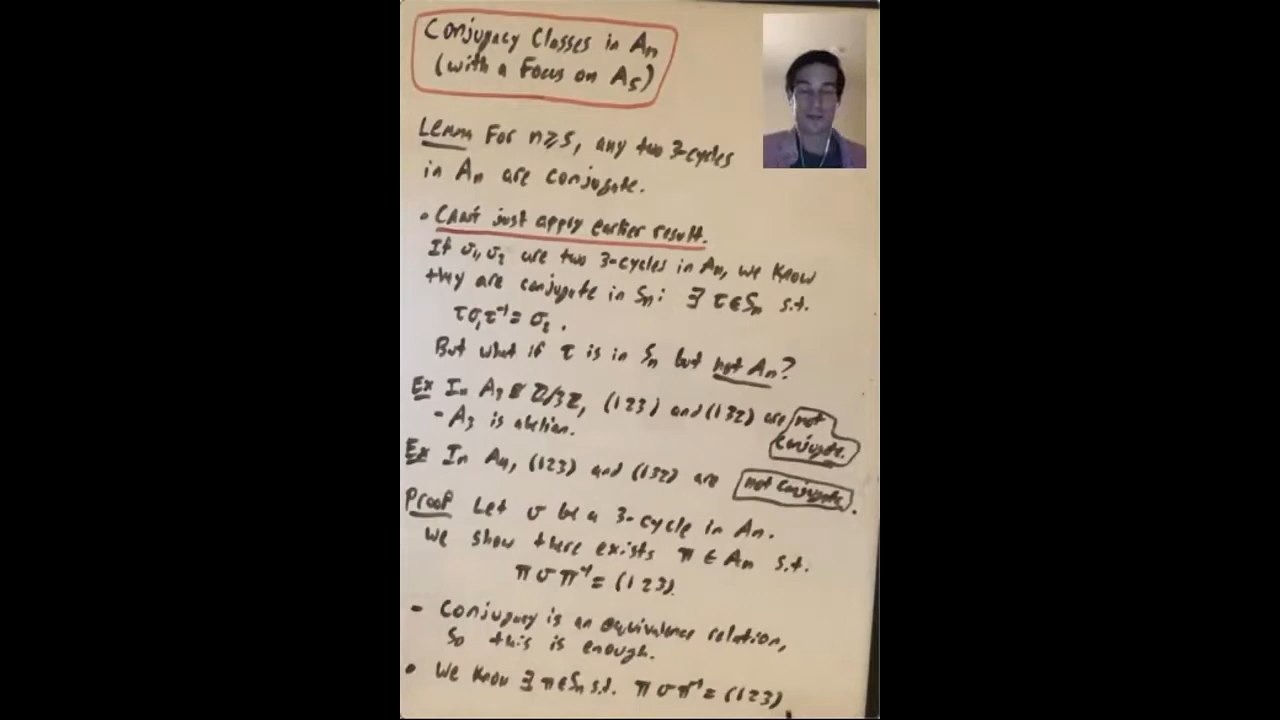 Conjugacy Classes in Aₙ
(with a Focus on A₅)
Lemma For n≥5, any two 3-cycles
in Aₙ are conjugate.
• Can't just apply earlier result.
If σ₁, σ₂ are two 3-cycles in Aₙ, we know
they are conjugate in Sₙ: ∃ τ∈Sₙ s.t.
τσ₁τ⁻¹ = σ₂.
But what if τ is in Sₙ but not Aₙ?
Ex In A₃ ≅ ℤ/3ℤ, (123) and (132) are not
conjugate.
- A₃ is abelian.
Ex In A₄, (123) and (132) are not conjugate.
Proof Let σ be a 3-cycle in Aₙ.
We show there exists π ∈ Aₙ s.t.
πσπ⁻¹ = (123).
- Conjugacy is an equivalence relation,
so this is enough.
• We know ∃ π∈Sₙ s.t. πσπ⁻¹ = (123)